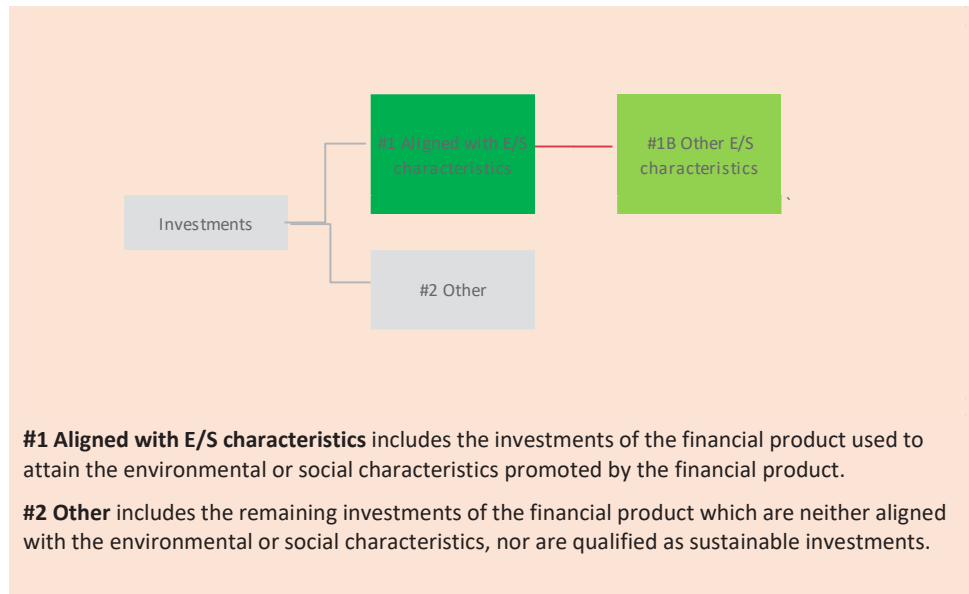 #1 Aligned with E/S
characteristics
#1B Other E/S
characteristics
`
Investments
#2 Other
#1 Aligned with E/S characteristics includes the investments of the financial product used to
attain the environmental or social characteristics promoted by the financial product.
#2 Other includes the remaining investments of the financial product which are neither aligned
with the environmental or social characteristics, nor are qualified as sustainable investments.